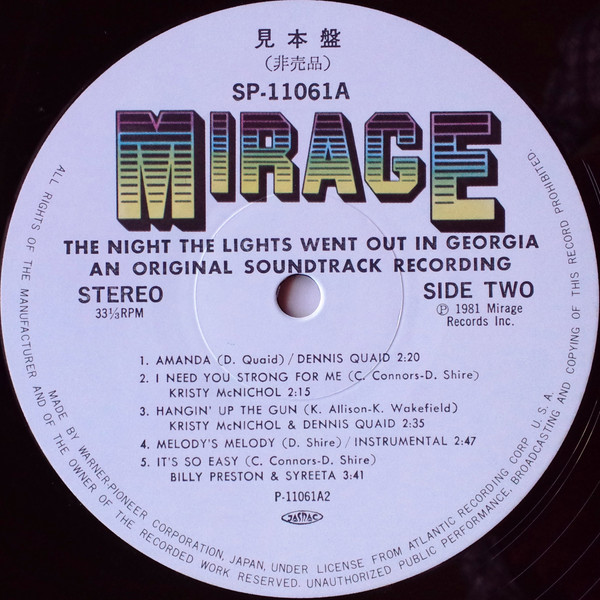 見本盤
(非売品)
SP-11061A
MIRAGE
THE NIGHT THE LIGHTS WENT OUT IN GEORGIA
AN ORIGINAL SOUNDTRACK RECORDING
STEREO
33⅓RPM
SIDE TWO
Ⓟ 1981 Mirage
Records Inc.
1. AMANDA (D. Quaid)/DENNIS QUAID 2:20
2. I NEED YOU STRONG FOR ME (C. Connors-D. Shire)
KRISTY McNICHOL 2:15
3. HANGIN' UP THE GUN (K. Allison-K. Wakefield)
KRISTY McNICHOL & DENNIS QUAID 2:35
4. MELODY'S MELODY (D. Shire)/INSTRUMENTAL 2:47
5. IT'S SO EASY (C. Connors-D. Shire)
BILLY PRESTON & SYREETA 3:41
P-11061A2
JASRAC
MADE BY WARNER-PIONEER CORPORATION, JAPAN, UNDER LICENSE FROM ATLANTIC RECORDING CORP. U.S.A.
ALL RIGHTS OF THE MANUFACTURER AND OF THE OWNER OF THE RECORDED WORK RESERVED. UNAUTHORIZED PUBLIC PERFORMANCE, BROADCASTING AND COPYING OF THIS RECORD PROHIBITED.